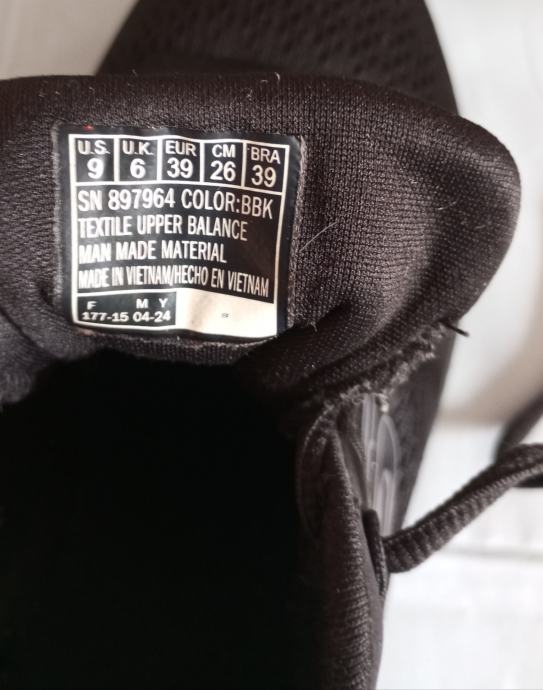 U.S. U.K. EUR CM BRA
9 6 39 26 39
SN 897964 COLOR:BBK
TEXTILE UPPER BALANCE
MAN MADE MATERIAL
MADE IN VIETNAM/HECHO EN VIETNAM
F M Y
177-15 04-24